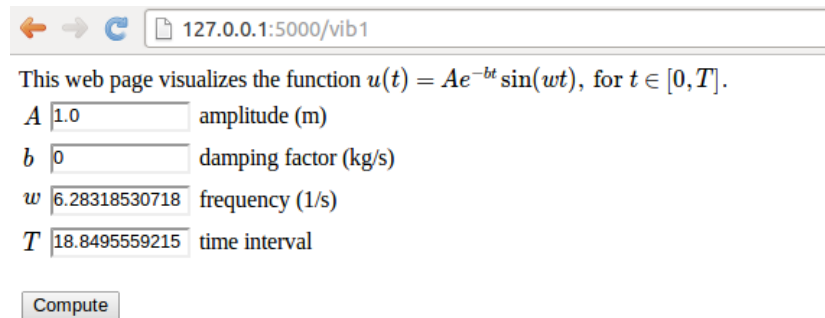 127.0.0.1:5000/vib1
This web page visualizes the function u(t) = Ae^{-bt} sin(wt), for t ∈ [0, T].
A 1.0 amplitude (m)
b 0 damping factor (kg/s)
w 6.28318530718 frequency (1/s)
T 18.8495559215 time interval
Compute